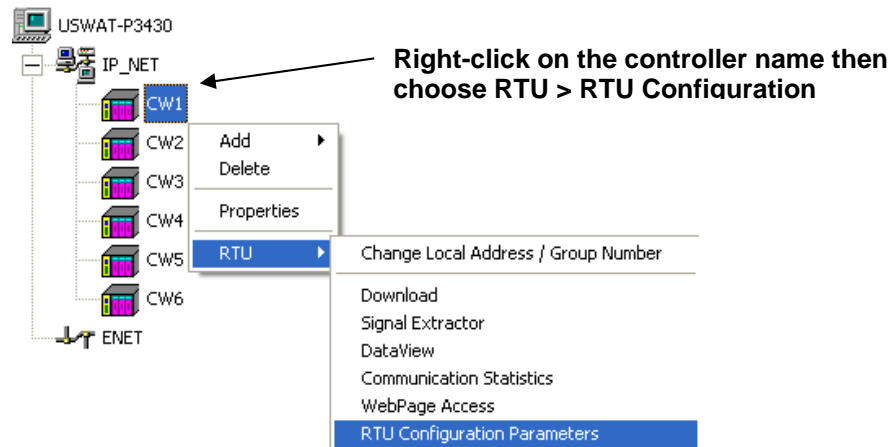 USWAT-P3430
IP_NET
Right-click on the controller name then
choose RTU > RTU Configuration
CW1
CW2
CW3
CW4
CW5
CW6
ENET
Add
Delete
Properties
RTU
Change Local Address / Group Number
Download
Signal Extractor
DataView
Communication Statistics
WebPage Access
RTU Configuration Parameters